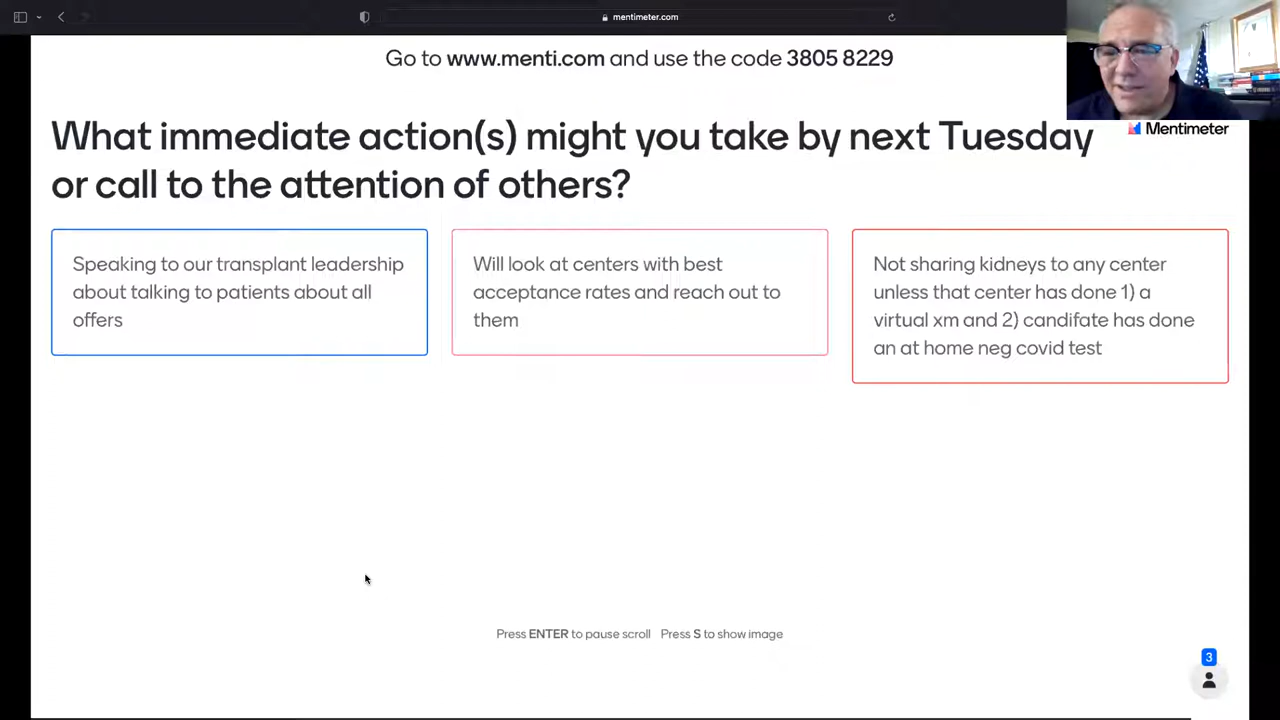 mentimeter.com
Go to www.menti.com and use the code 3805 8229
Mentimeter
What immediate action(s) might you take by next Tuesday
or call to the attention of others?
Speaking to our transplant leadership
about talking to patients about all
offers
Will look at centers with best
acceptance rates and reach out to
them
Not sharing kidneys to any center
unless that center has done 1) a
virtual xm and 2) candifate has done
an at home neg covid test
Press ENTER to pause scroll Press S to show image
3